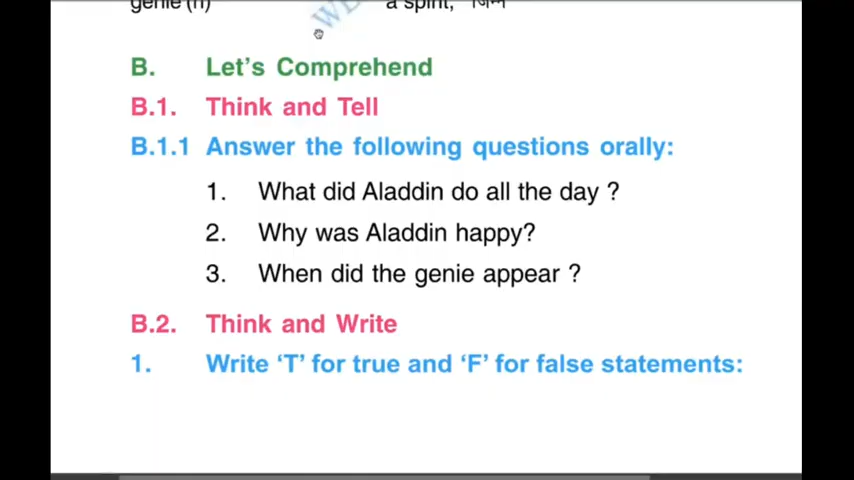 genie (n) a spirit, जिन्न
B. Let's Comprehend
B.1. Think and Tell
B.1.1 Answer the following questions orally:
1. What did Aladdin do all the day ?
2. Why was Aladdin happy?
3. When did the genie appear ?
B.2. Think and Write
1. Write ‘T’ for true and ‘F’ for false statements: